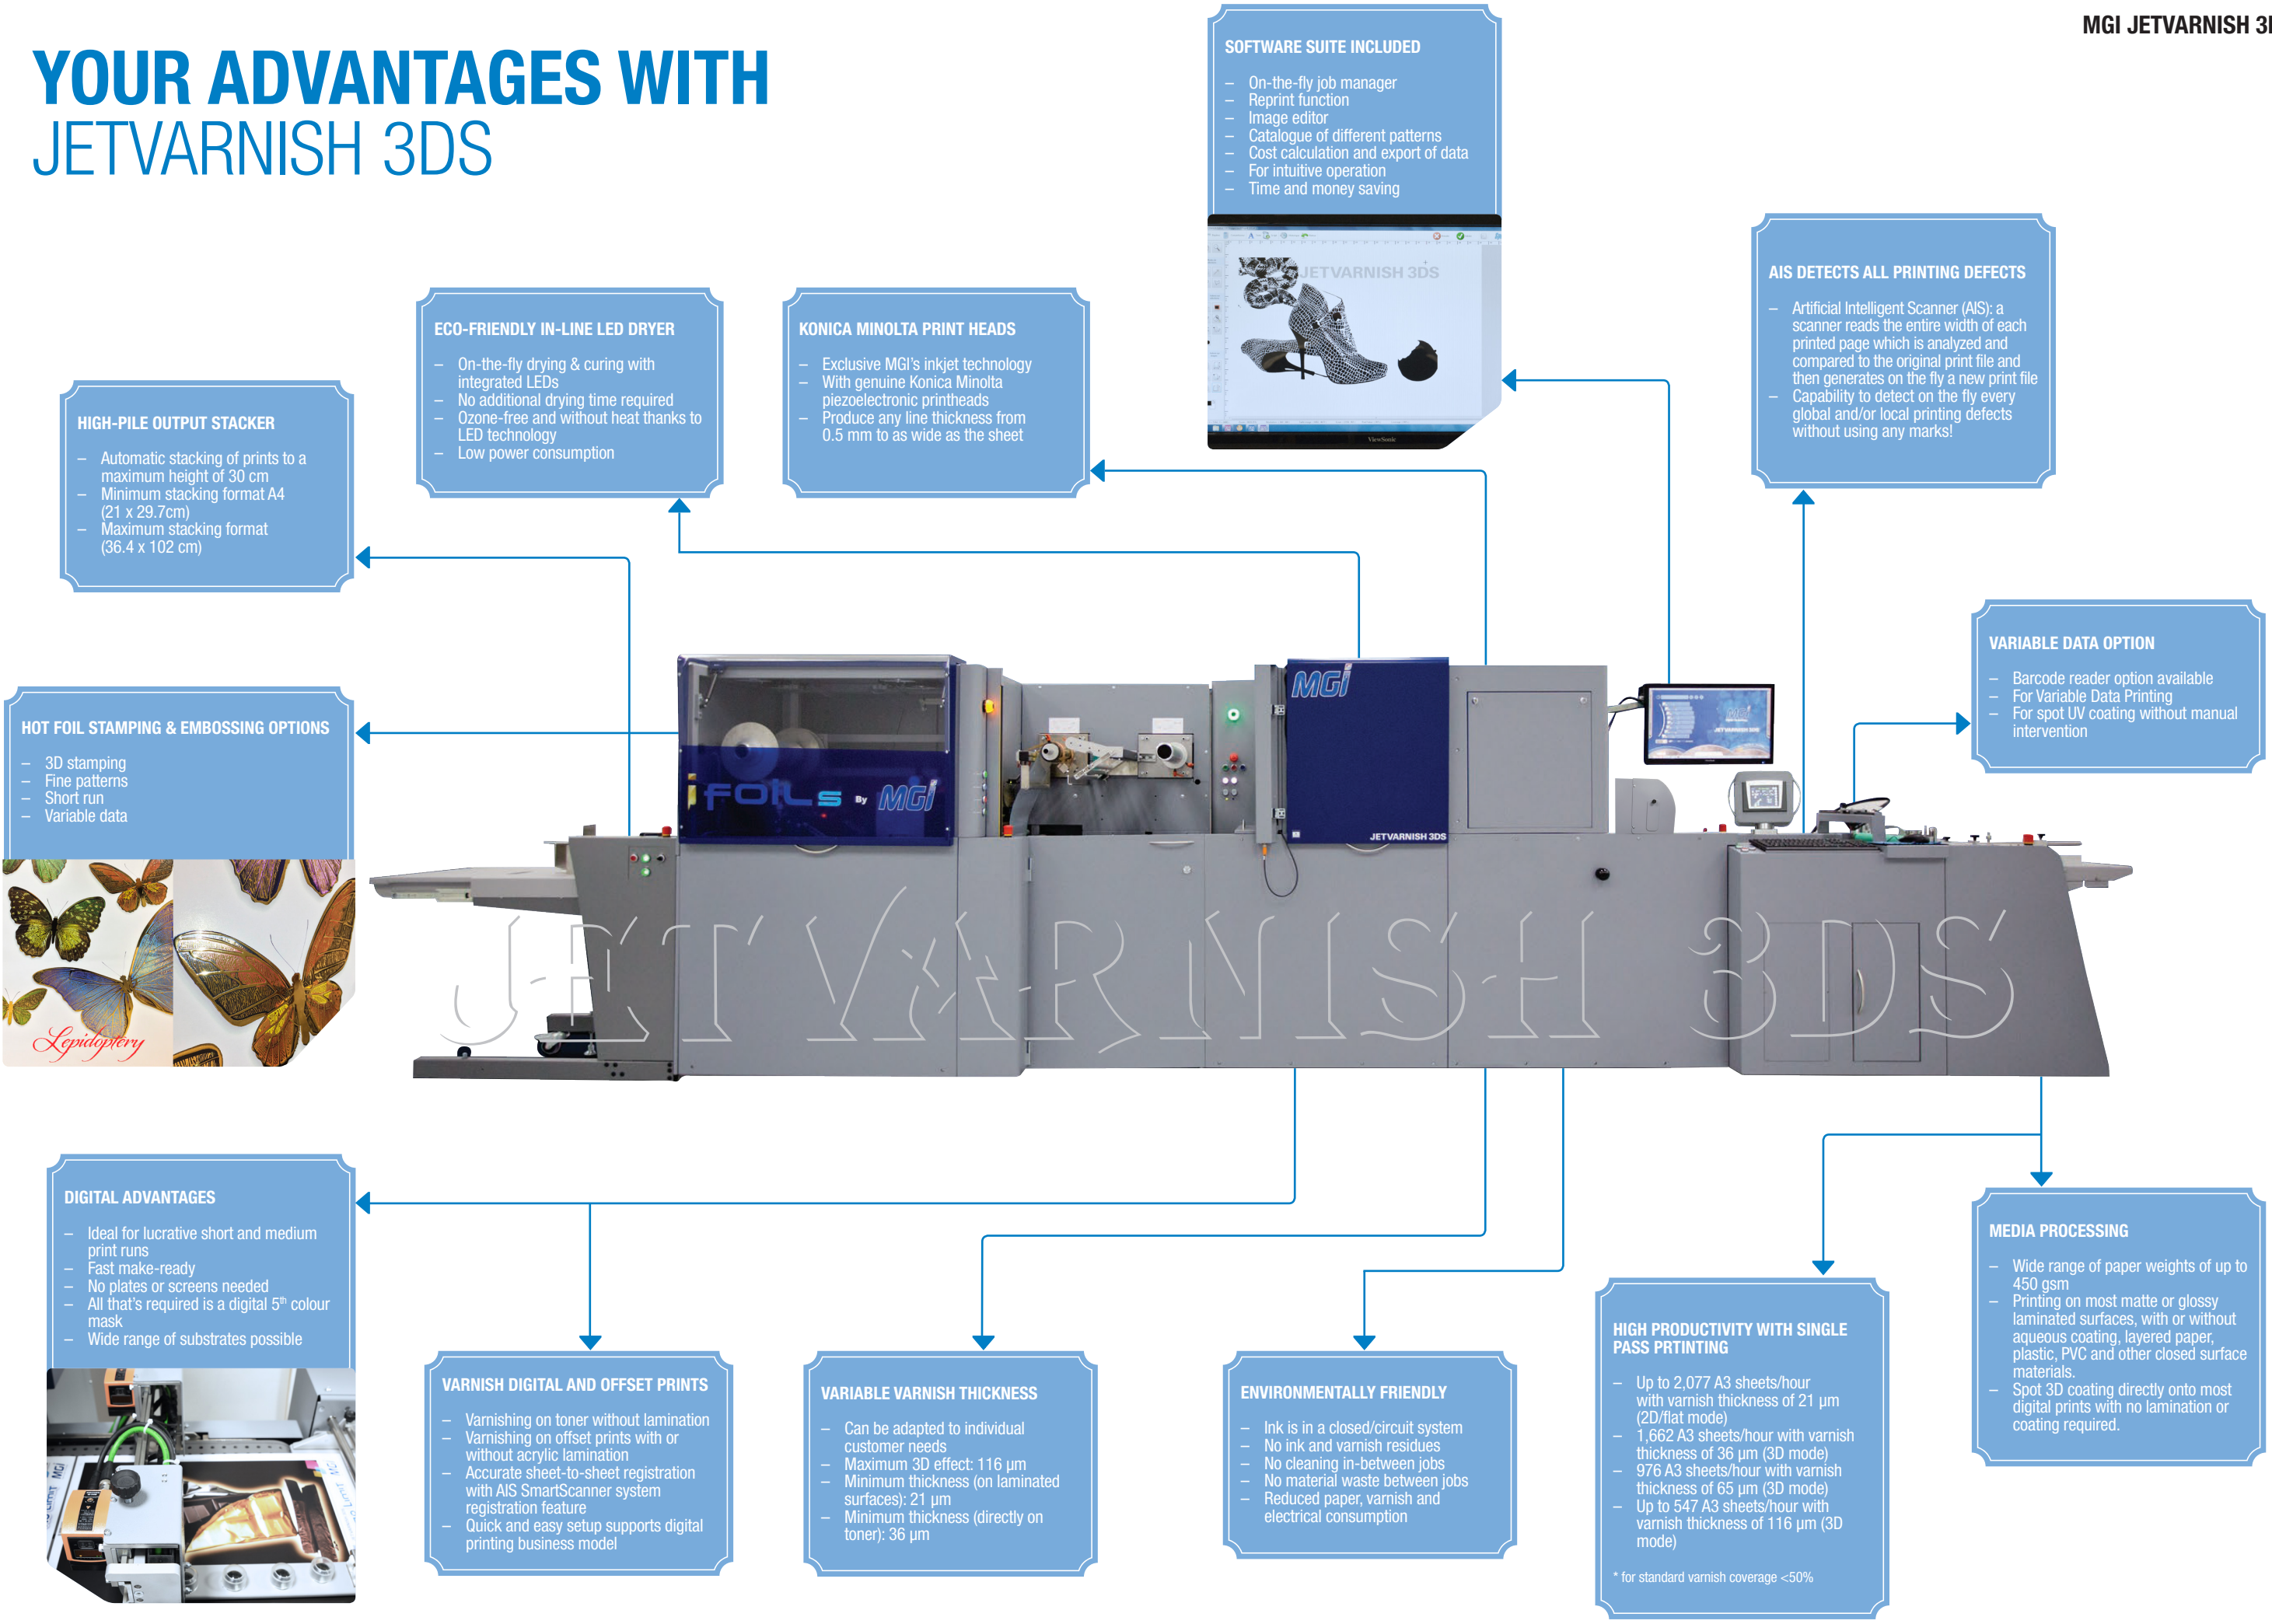 MGI JETVARNISH 3D
YOUR ADVANTAGES WITH
JETVARNISH 3DS
SOFTWARE SUITE INCLUDED
– On-the-fly job manager
– Reprint function
– Image editor
– Catalogue of different patterns
– Cost calculation and export of data
– For intuitive operation
– Time and money saving
JETVARNISH 3DS
ViewSonic
AIS DETECTS ALL PRINTING DEFECTS
– Artificial Intelligent Scanner (AIS): a
scanner reads the entire width of each
printed page which is analyzed and
compared to the original print file and
then generates on the fly a new print file
– Capability to detect on the fly every
global and/or local printing defects
without using any marks!
ECO-FRIENDLY IN-LINE LED DRYER
– On-the-fly drying & curing with
integrated LEDs
– No additional drying time required
– Ozone-free and without heat thanks to
LED technology
– Low power consumption
KONICA MINOLTA PRINT HEADS
– Exclusive MGI's inkjet technology
– With genuine Konica Minolta
piezoelectronic printheads
– Produce any line thickness from
0.5 mm to as wide as the sheet
HIGH-PILE OUTPUT STACKER
– Automatic stacking of prints to a
maximum height of 30 cm
– Minimum stacking format A4
(21 x 29.7cm)
– Maximum stacking format
(36.4 x 102 cm)
VARIABLE DATA OPTION
– Barcode reader option available
– For Variable Data Printing
– For spot UV coating without manual
intervention
HOT FOIL STAMPING & EMBOSSING OPTIONS
– 3D stamping
– Fine patterns
– Short run
– Variable data
Lepidoptery
iFOILs By MGI
MGI
JETVARNISH 3DS
MGI
JETVARNISH 3DS
JETVARNISH 3DS
DIGITAL ADVANTAGES
– Ideal for lucrative short and medium
print runs
– Fast make-ready
– No plates or screens needed
– All that's required is a digital 5th colour
mask
– Wide range of substrates possible
MGI
VARNISH DIGITAL AND OFFSET PRINTS
– Varnishing on toner without lamination
– Varnishing on offset prints with or
without acrylic lamination
– Accurate sheet-to-sheet registration
with AIS SmartScanner system
registration feature
– Quick and easy setup supports digital
printing business model
VARIABLE VARNISH THICKNESS
– Can be adapted to individual
customer needs
– Maximum 3D effect: 116 µm
– Minimum thickness (on laminated
surfaces): 21 µm
– Minimum thickness (directly on
toner): 36 µm
ENVIRONMENTALLY FRIENDLY
– Ink is in a closed/circuit system
– No ink and varnish residues
– No cleaning in-between jobs
– No material waste between jobs
– Reduced paper, varnish and
electrical consumption
HIGH PRODUCTIVITY WITH SINGLE
PASS PRTINTING
– Up to 2,077 A3 sheets/hour
with varnish thickness of 21 µm
(2D/flat mode)
– 1,662 A3 sheets/hour with varnish
thickness of 36 µm (3D mode)
– 976 A3 sheets/hour with varnish
thickness of 65 µm (3D mode)
– Up to 547 A3 sheets/hour with
varnish thickness of 116 µm (3D
mode)
* for standard varnish coverage <50%
MEDIA PROCESSING
– Wide range of paper weights of up to
450 gsm
– Printing on most matte or glossy
laminated surfaces, with or without
aqueous coating, layered paper,
plastic, PVC and other closed surface
materials.
– Spot 3D coating directly onto most
digital prints with no lamination or
coating required.